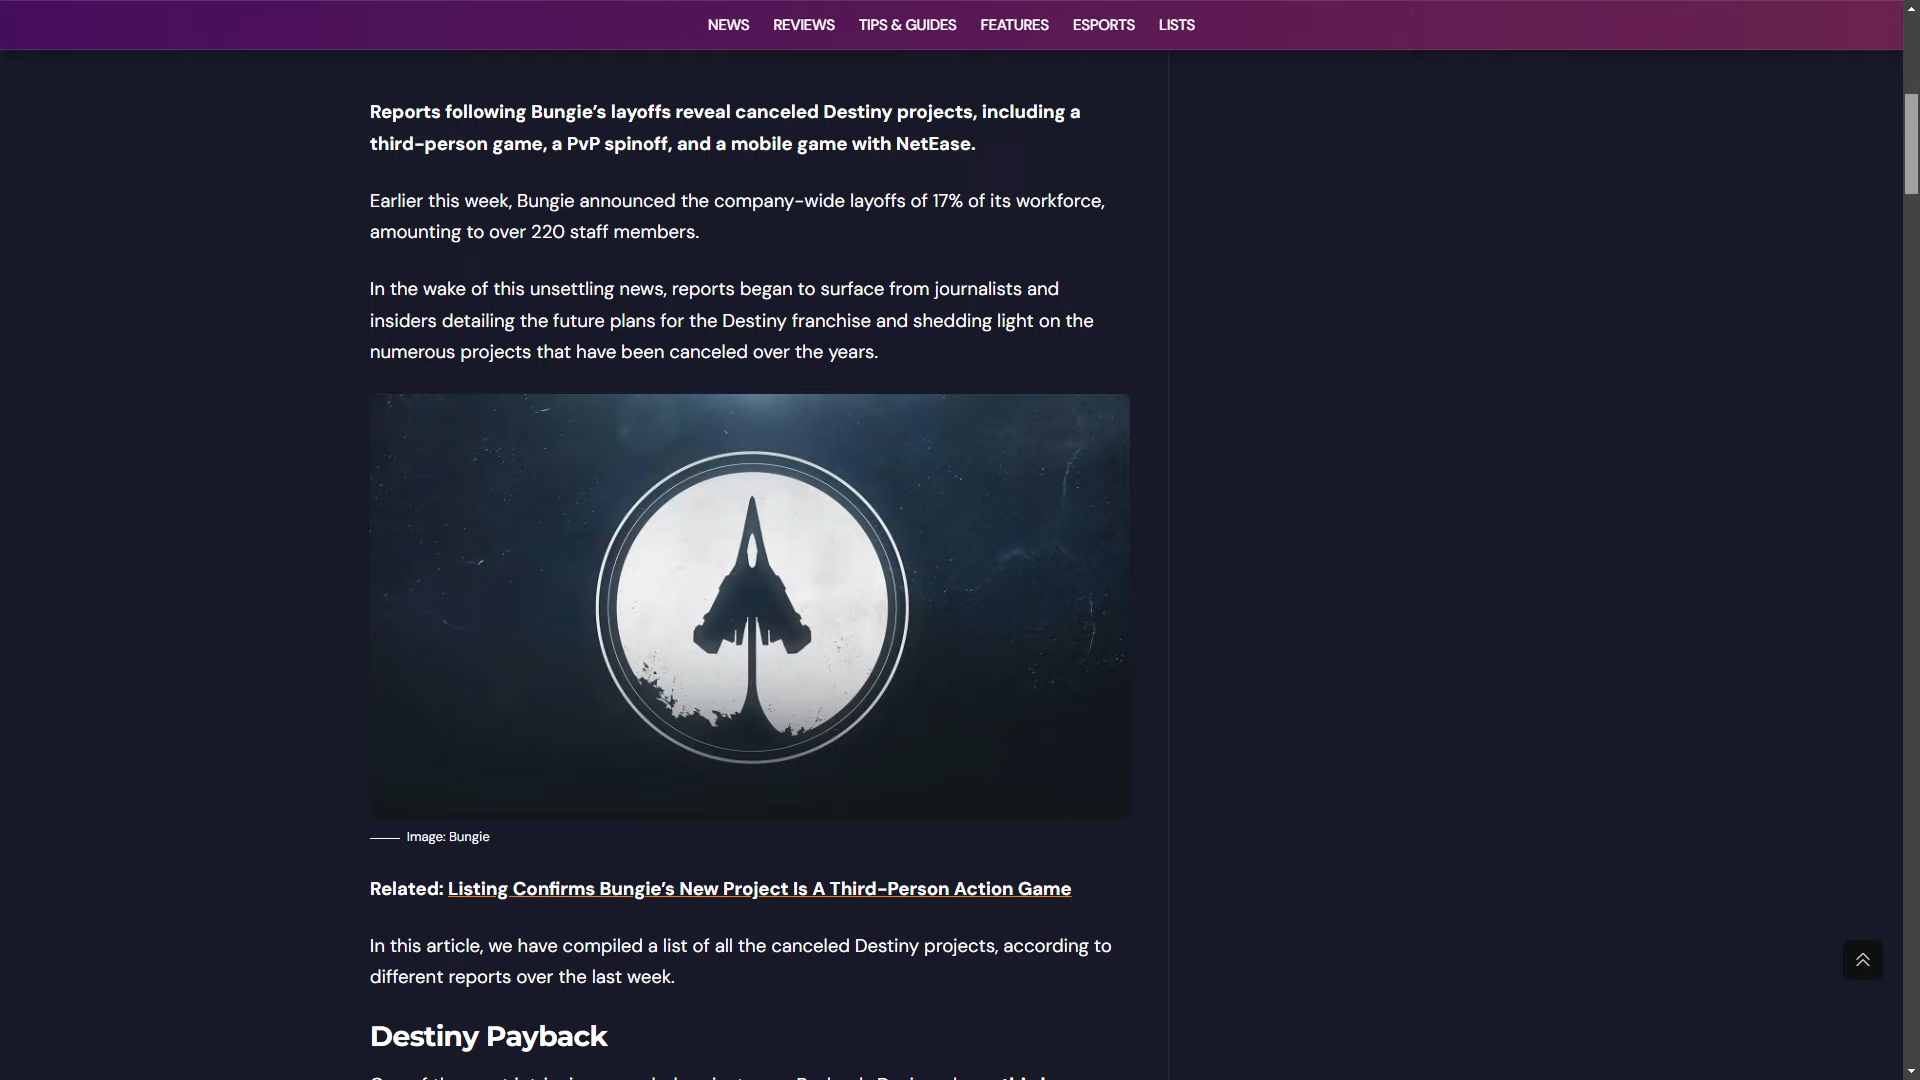 NEWS REVIEWS TIPS & GUIDES FEATURES ESPORTS LISTS
Reports following Bungie’s layoffs reveal canceled Destiny projects, including a
third-person game, a PvP spinoff, and a mobile game with NetEase.
Earlier this week, Bungie announced the company-wide layoffs of 17% of its workforce,
amounting to over 220 staff members.
In the wake of this unsettling news, reports began to surface from journalists and
insiders detailing the future plans for the Destiny franchise and shedding light on the
numerous projects that have been canceled over the years.
Image: Bungie
Related: Listing Confirms Bungie’s New Project Is A Third-Person Action Game
In this article, we have compiled a list of all the canceled Destiny projects, according to
different reports over the last week.
Destiny Payback